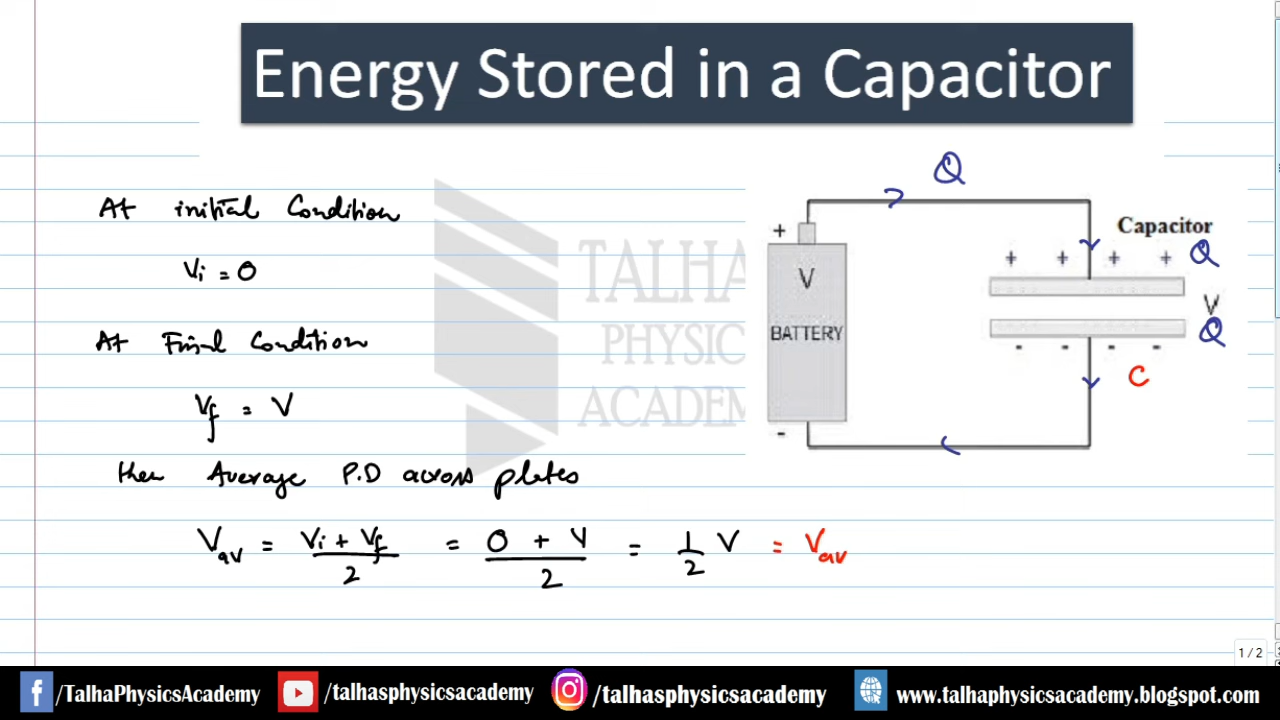 Energy Stored in a Capacitor
At initial Condition
Vi = 0
At Final Condition
Vf = V
then Average P.D across plates
Vav = Vi + Vf / 2 = 0 + V / 2 = 1/2 V = Vav
TALHA
PHYSIC
ACADEM
Q
Capacitor
+ + + + Q
+
V
BATTERY
-
V
- - - - Q
C
1 / 2
/TalhaPhysicsAcademy
/talhasphysicsacademy
/talhasphysicsacademy
www.talhaphysicsacademy.blogspot.com